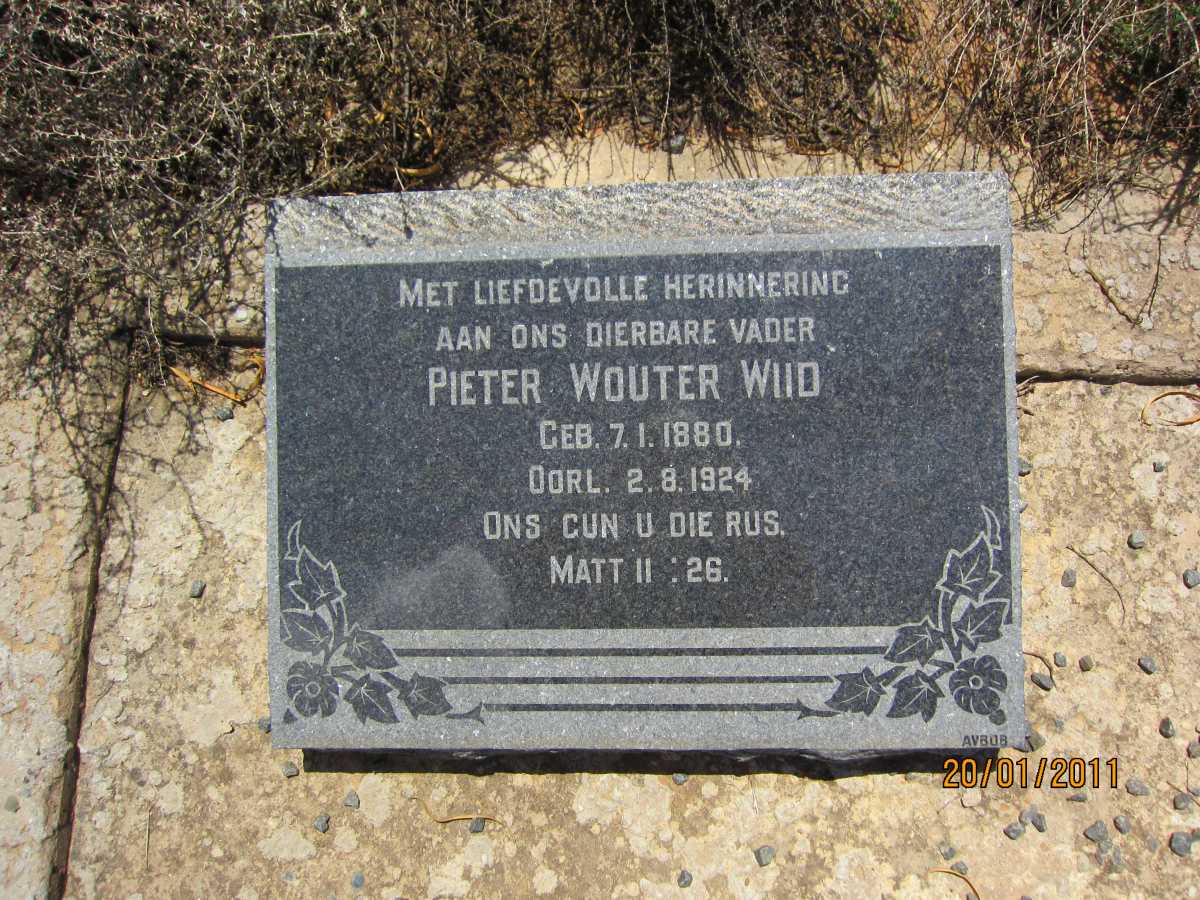 MET LIEFDEVOLLE HERINNERING
AAN ONS DIERBARE VADER
PIETER WOUTER WIID
GEB. 7.1.1880.
OORL. 2.8.1924
ONS GUN U DIE RUS.
MATT 11:26.
AVBOB
20/01/2011